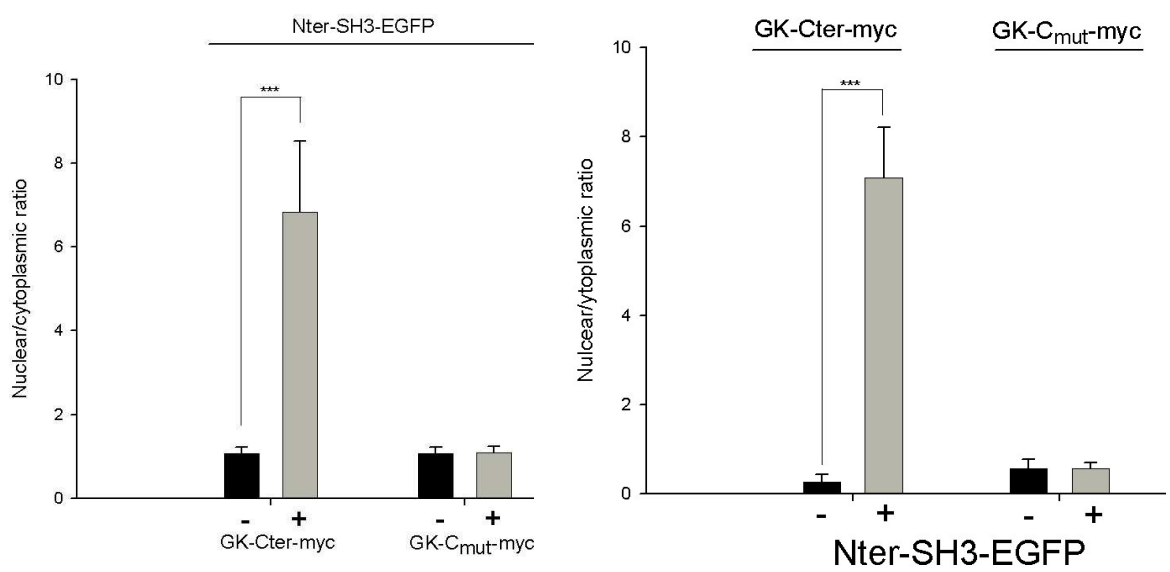 Nter-SH3-EGFP
10
8
6
4
2
0
Nuclear/cytoplasmic ratio
***
- + - +
GK-Cter-myc GK-Cmut-myc
GK-Cter-myc GK-Cmut-myc
10
8
6
4
2
0
Nulcear/ytoplasmic ratio
***
- + - +
Nter-SH3-EGFP